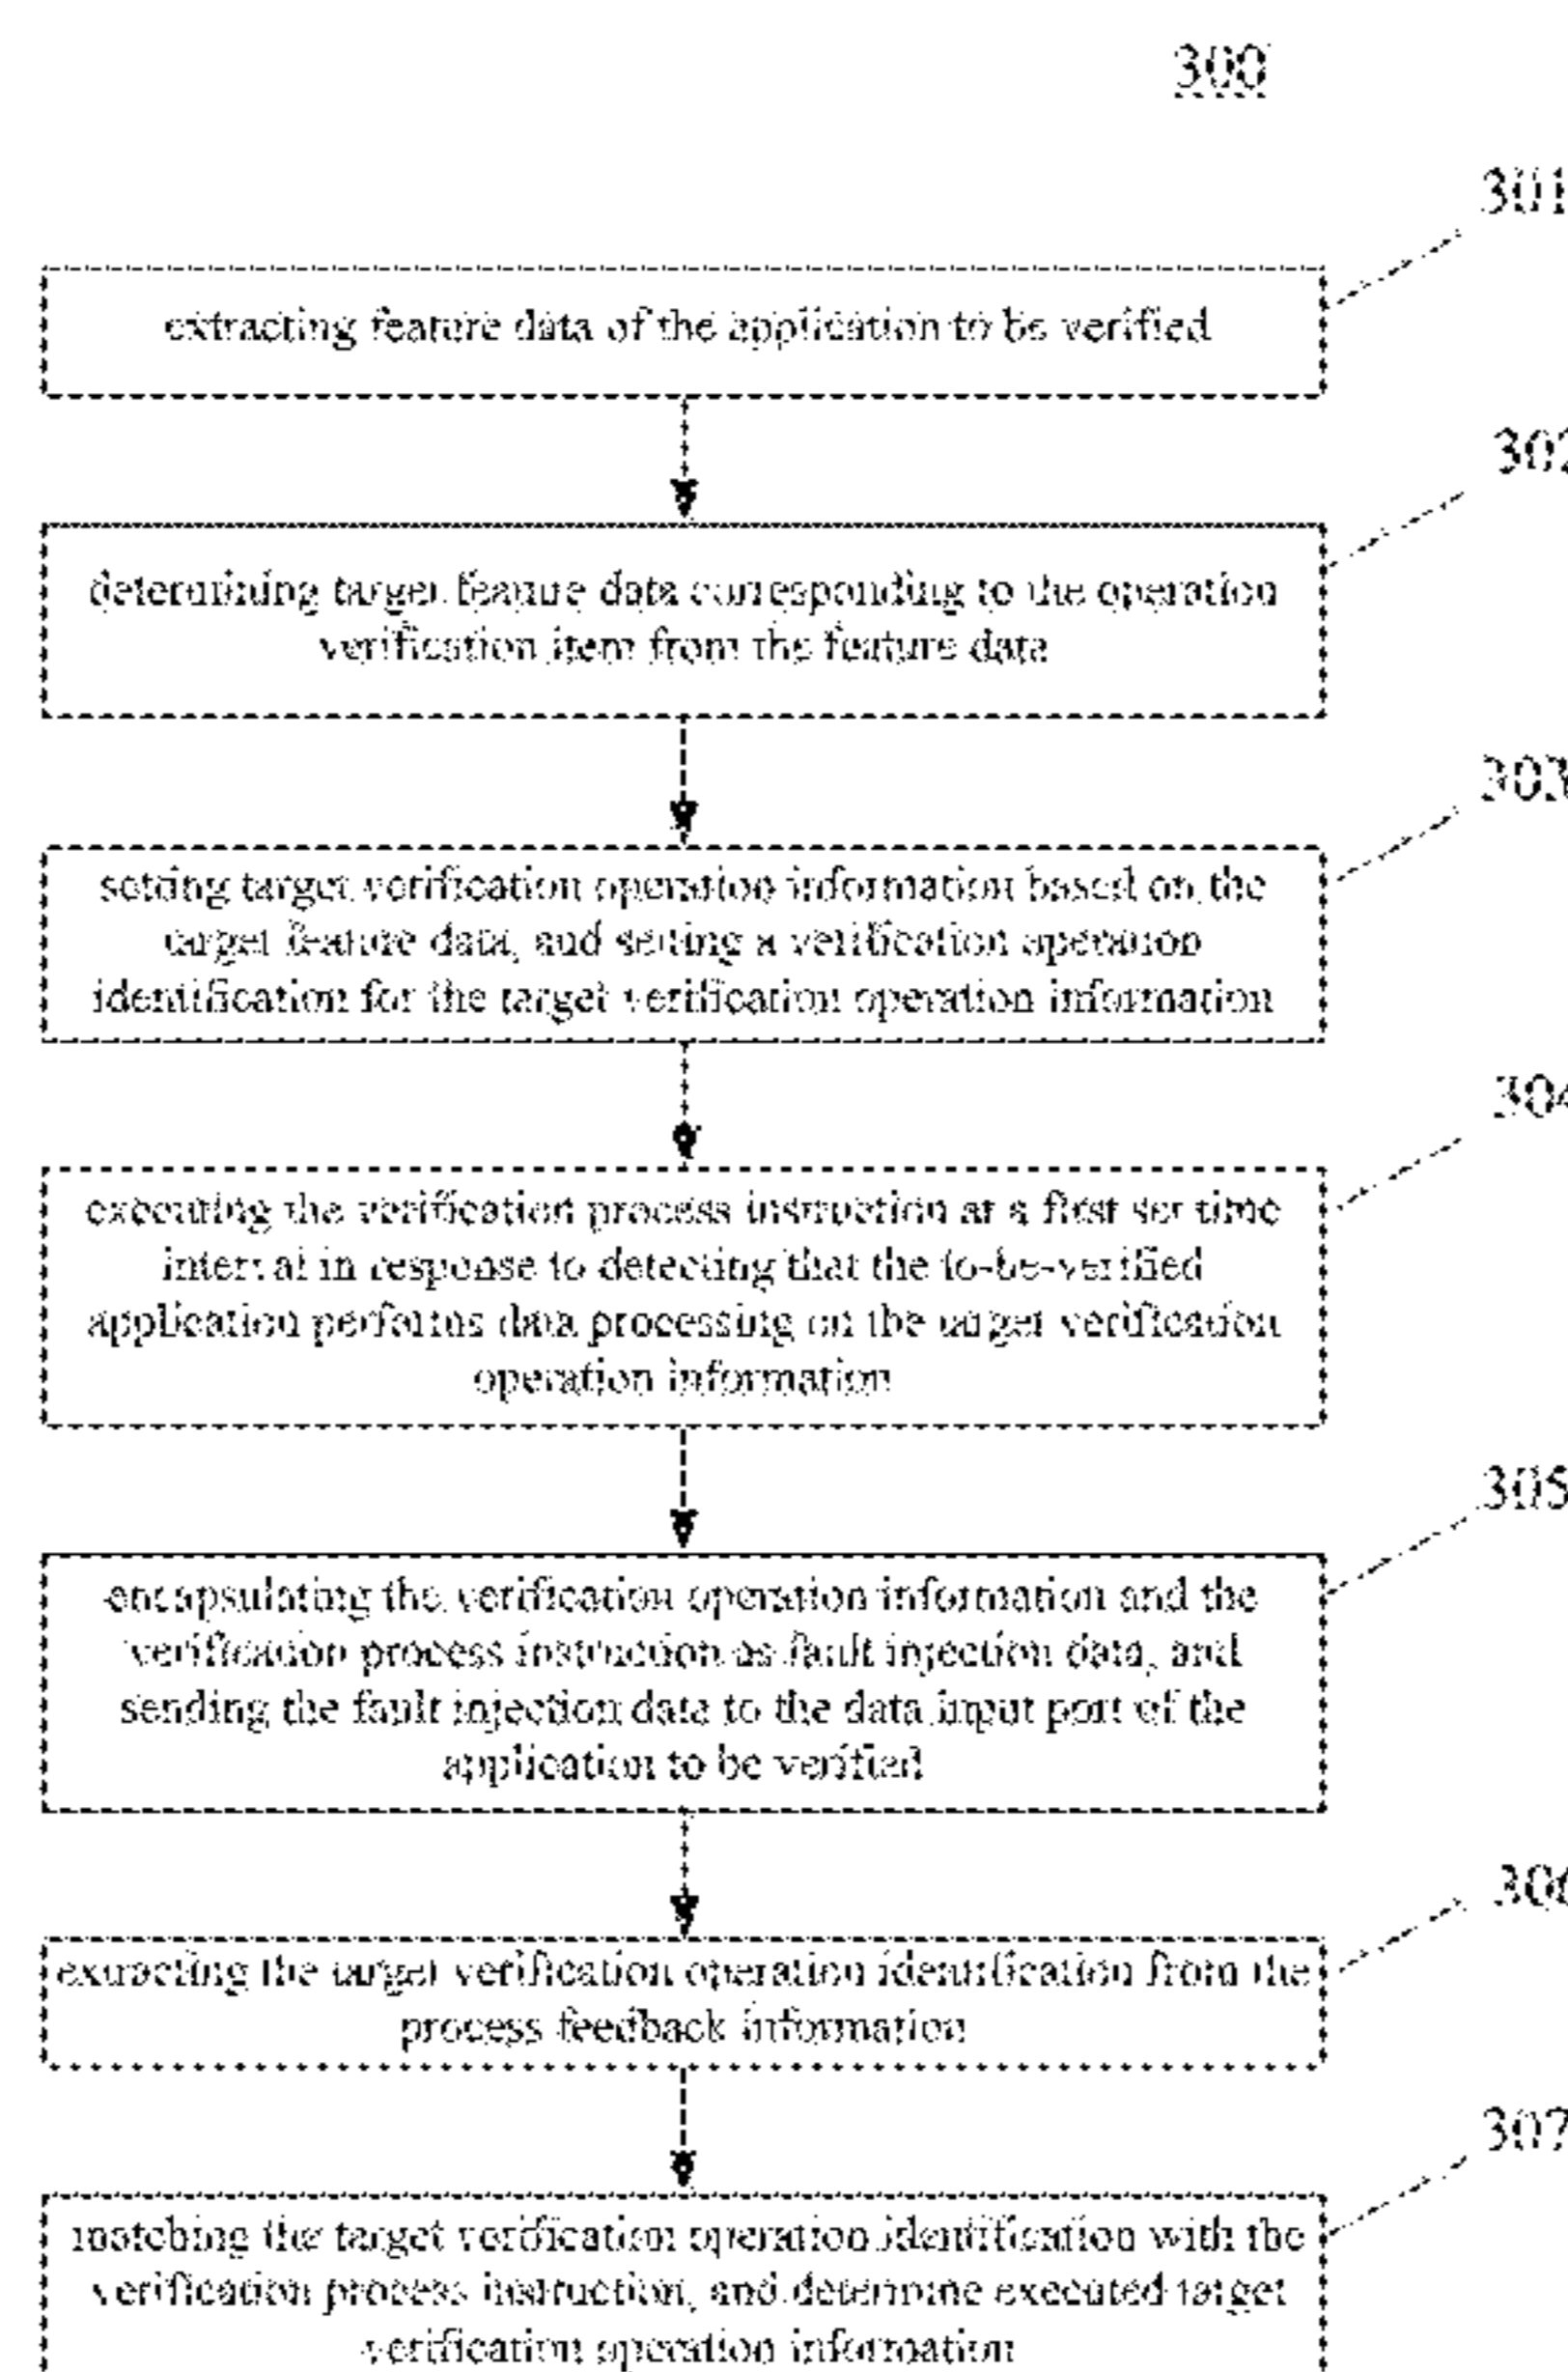 300
301
extracting feature data of the application to be verified
302
determining target feature data corresponding to the operation
verification item from the feature data
303
setting target verification operation information based on the
target feature data, and setting a verification operation
identification for the target verification operation information
304
executing the verification process instruction at a first set time
interval in response to detecting that the to-be-verified
application performs data processing on the target verification
operation information
305
encapsulating the verification operation information and the
verification process instruction as fault injection data, and
sending the fault injection data to the data input port of the
application to be verified
306
extracting the target verification operation identification from the
process feedback information
307
matching the target verification operation identification with the
verification process instruction, and determine executed target
verification operation information